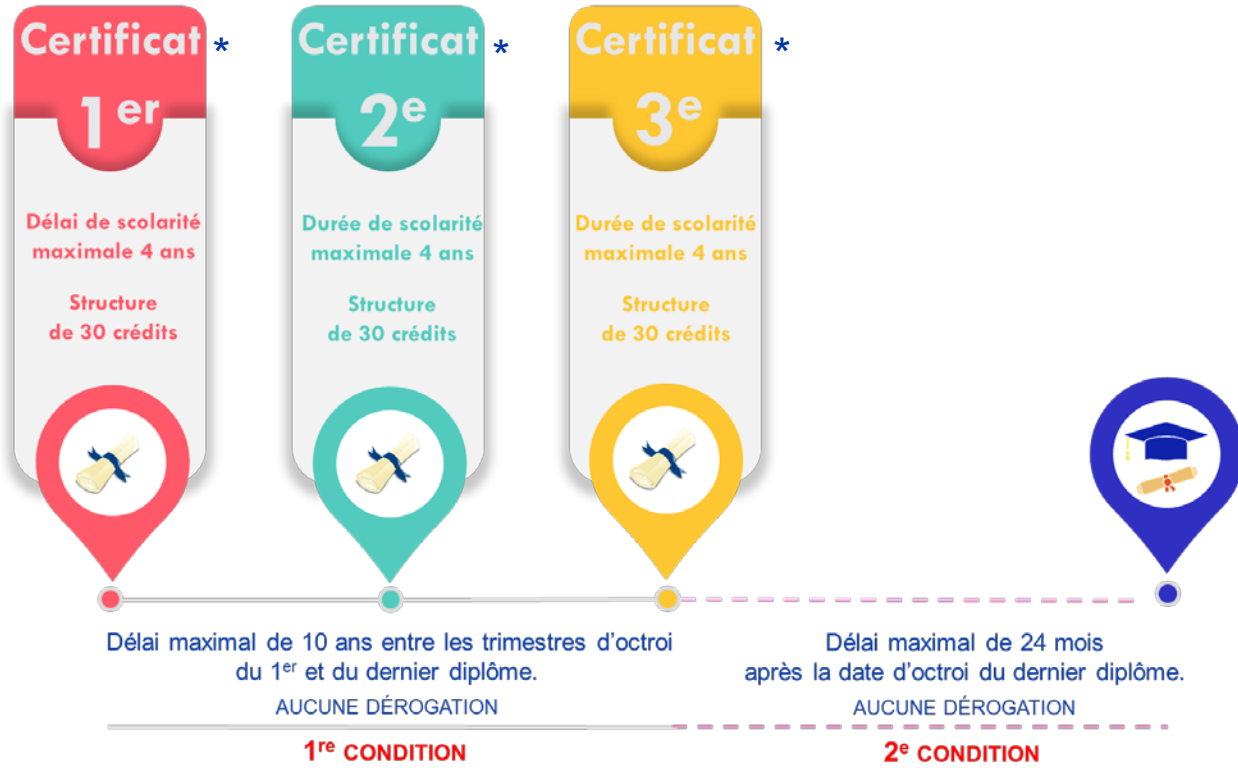 Certificat *
1er
Délai de scolarité
maximale 4 ans
Structure
de 30 crédits
Certificat *
2e
Durée de scolarité
maximale 4 ans
Structure
de 30 crédits
Certificat *
3e
Durée de scolarité
maximale 4 ans
Structure
de 30 crédits
Délai maximal de 10 ans entre les trimestres d'octroi
du 1er et du dernier diplôme.
AUCUNE DÉROGATION
1re CONDITION
Délai maximal de 24 mois
après la date d'octroi du dernier diplôme.
AUCUNE DÉROGATION
2e CONDITION